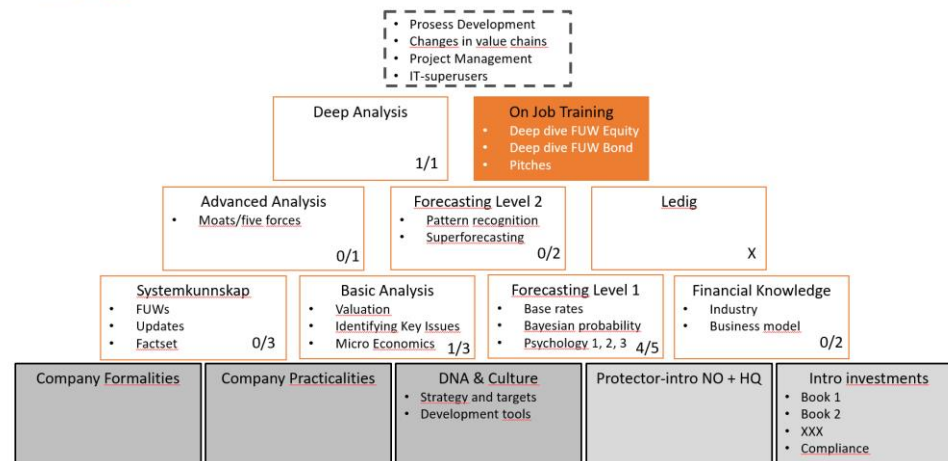 • Prosess Development
• Changes in value chains
• Project Management
• IT-superusers
Deep Analysis
1/1
On Job Training
• Deep dive FUW Equity
• Deep dive FUW Bond
• Pitches
Advanced Analysis
• Moats/five forces
0/1
Forecasting Level 2
• Pattern recognition
• Superforecasting
0/2
Ledig
X
Systemkunnskap
• FUWs
• Updates
• Factset
0/3
Basic Analysis
• Valuation
• Identifying Key Issues
• Micro Economics
1/3
Forecasting Level 1
• Base rates
• Bayesian probability
• Psychology 1, 2, 3
4/5
Financial Knowledge
• Industry
• Business model
0/2
Company Formalities
Company Practicalities
DNA & Culture
• Strategy and targets
• Development tools
Protector-intro NO + HQ
Intro investments
• Book 1
• Book 2
• XXX
• Compliance